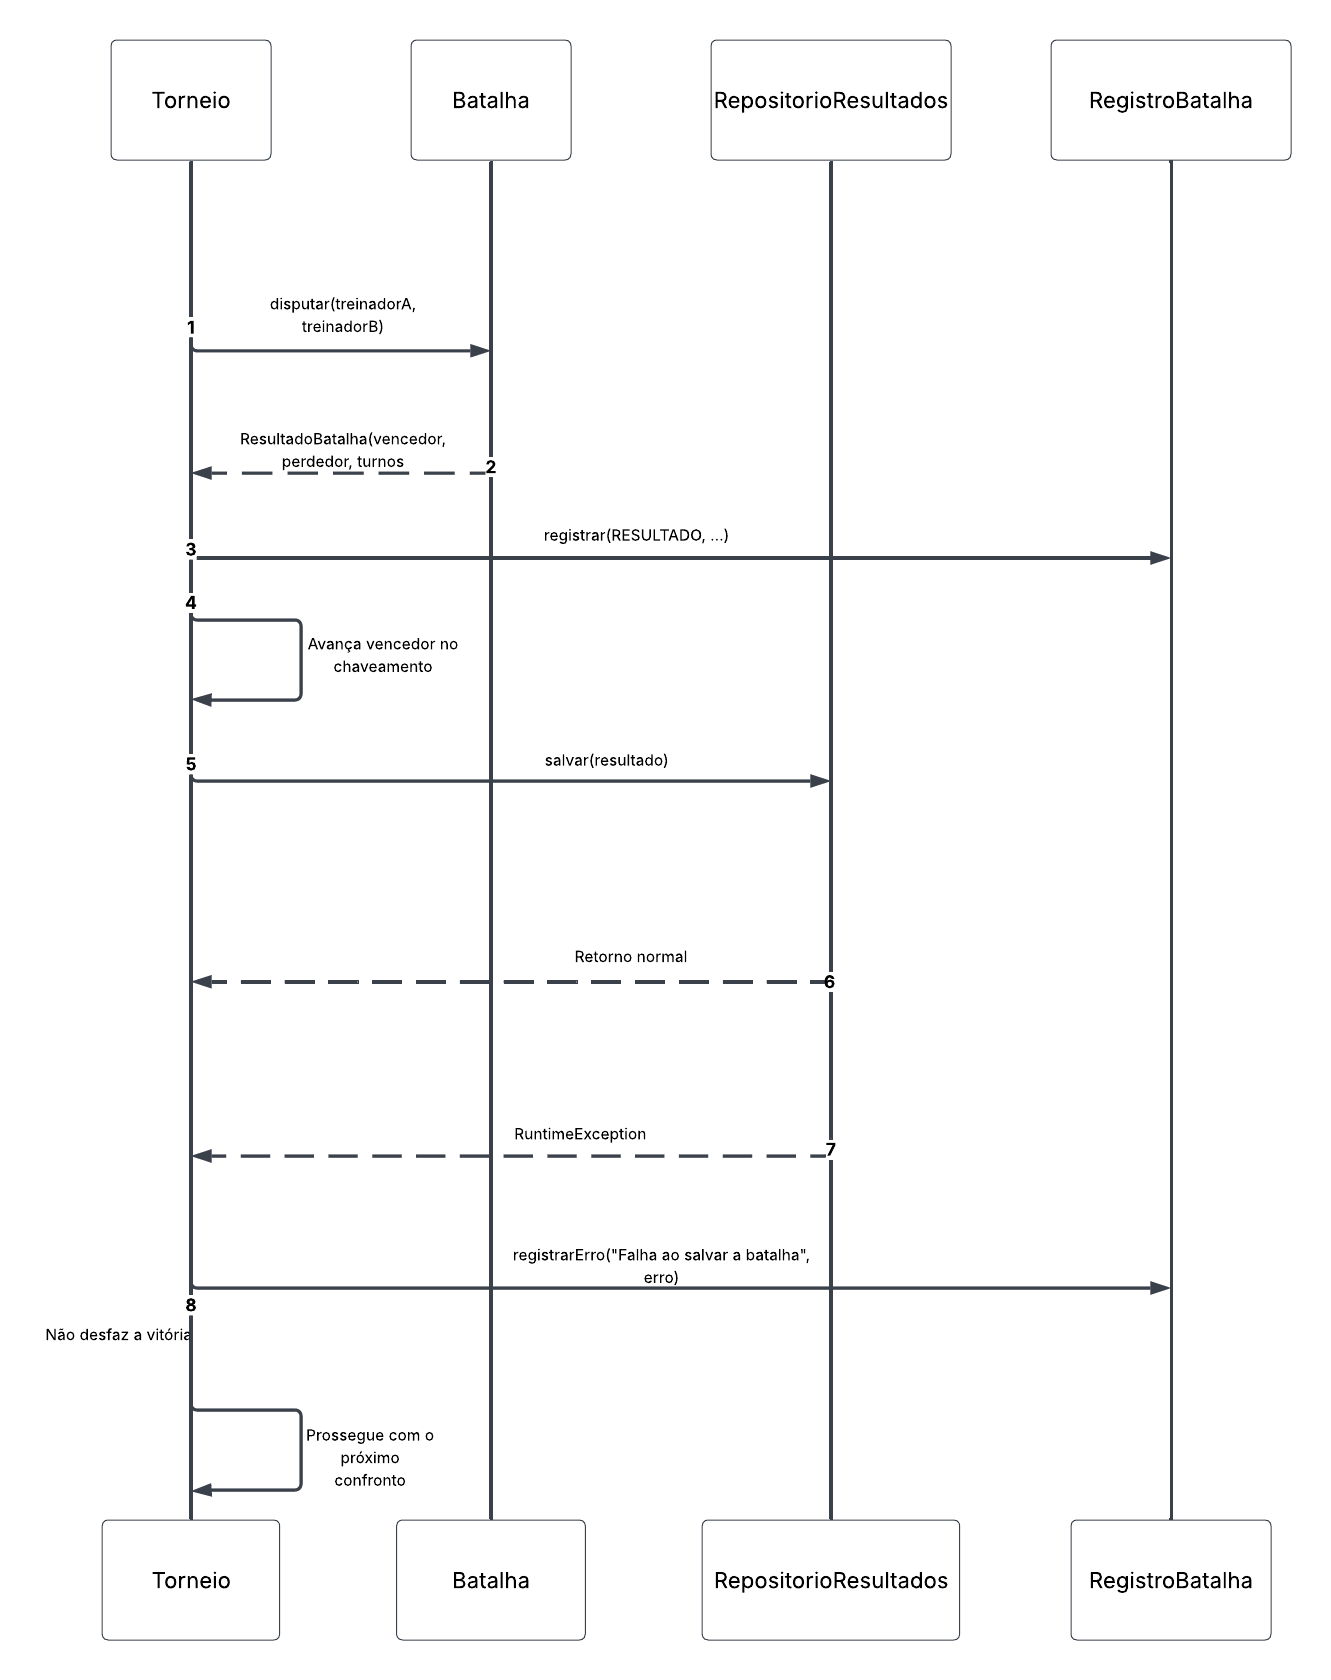 Torneio
Batalha
RepositorioResultados
RegistroBatalha
disputar(treinadorA,
treinadorB)
1
ResultadoBatalha(vencedor,
perdedor, turnos
2
registrar(RESULTADO, ...)
3
4
Avança vencedor no
chaveamento
5
salvar(resultado)
Retorno normal
6
RuntimeException
7
registrarErro("Falha ao salvar a batalha",
erro)
8
Não desfaz a vitória
Prossegue com o
próximo
confronto
Torneio
Batalha
RepositorioResultados
RegistroBatalha